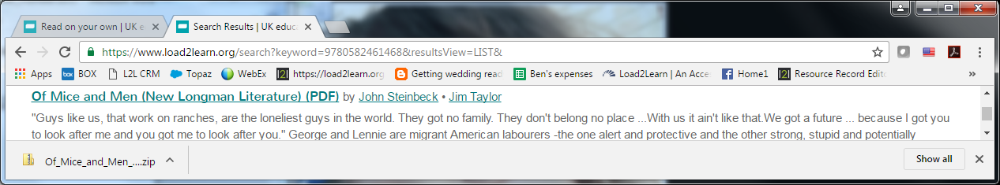 Read on your own | UK e
Search Results | UK educa
https://www.load2learn.org/search?keyword=9780582461468&resultsView=LIST&
Apps
box BOX
L2L CRM
Topaz
WebEx
|2| https://load2learn.org
Getting wedding read
Ben's expenses
Load2Learn | An Acce
Home1
|2| Resource Record Edit
»
Of Mice and Men (New Longman Literature) (PDF) by John Steinbeck • Jim Taylor
"Guys like us, that work on ranches, are the loneliest guys in the world. They got no family. They don't belong no place ...With us it ain't like that.We got a future ... because I got you
to look after me and you got me to look after you." George and Lennie are migrant American labourers -the one alert and protective and the other strong, stupid and potentially
Of_Mice_and_Men_....zip
Show all